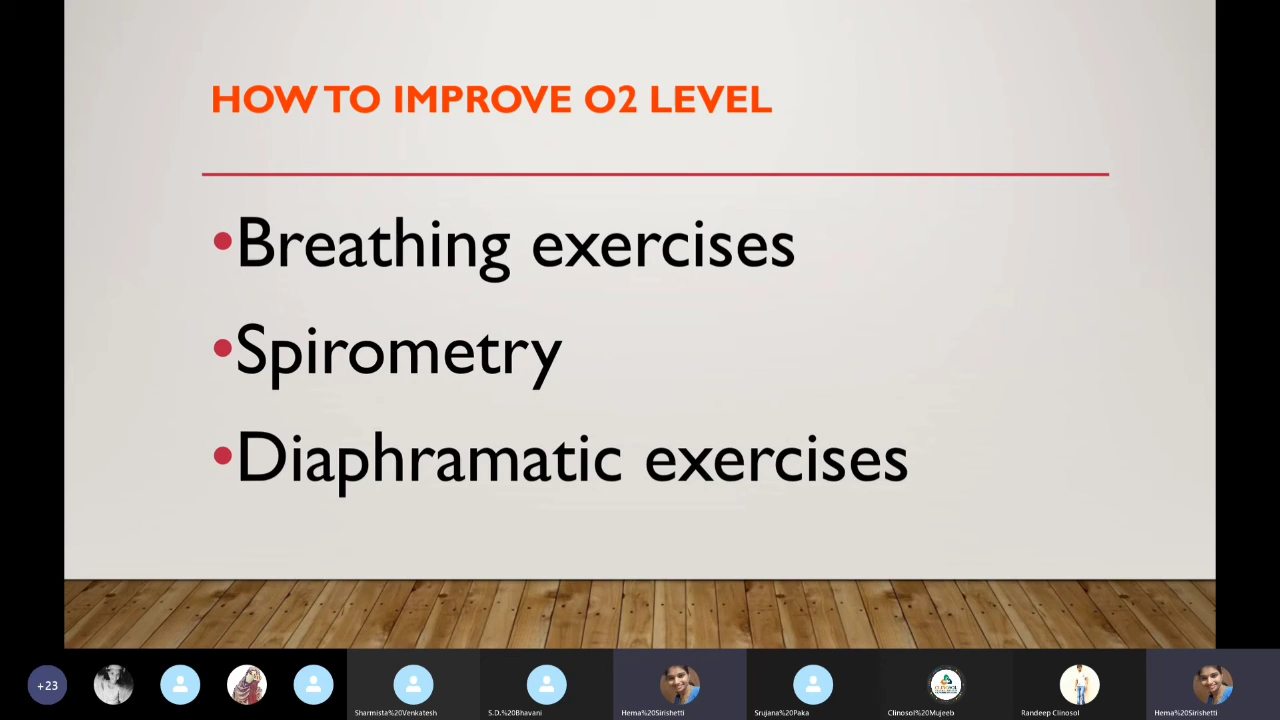 HOW TO IMPROVE O2 LEVEL
•Breathing exercises
•Spirometry
•Diaphramatic exercises
+23
Sharmista%20Venkatesh
S.D.%20Bhavani
Hema%20Sirishetti
Srujana%20Paka
CLINOSOL
Clinosol%20Mujeeb
Randeep Clinosol
Hema%20Sirishetti